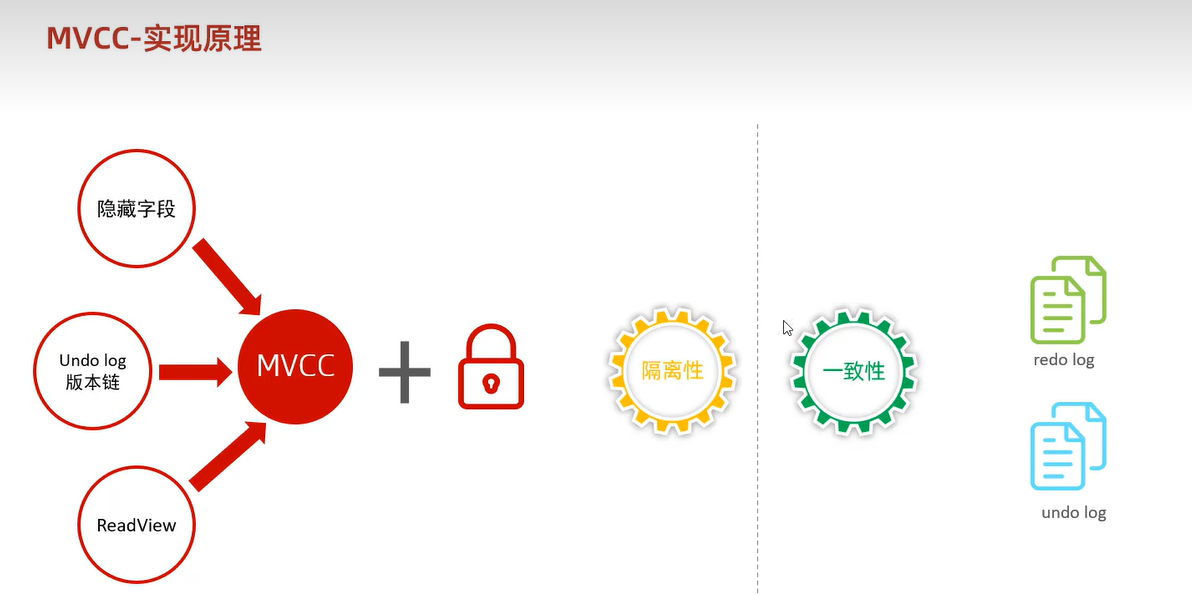 MVCC-实现原理
隐藏字段
Undo log
版本链
ReadView
MVCC
隔离性
一致性
redo log
undo log